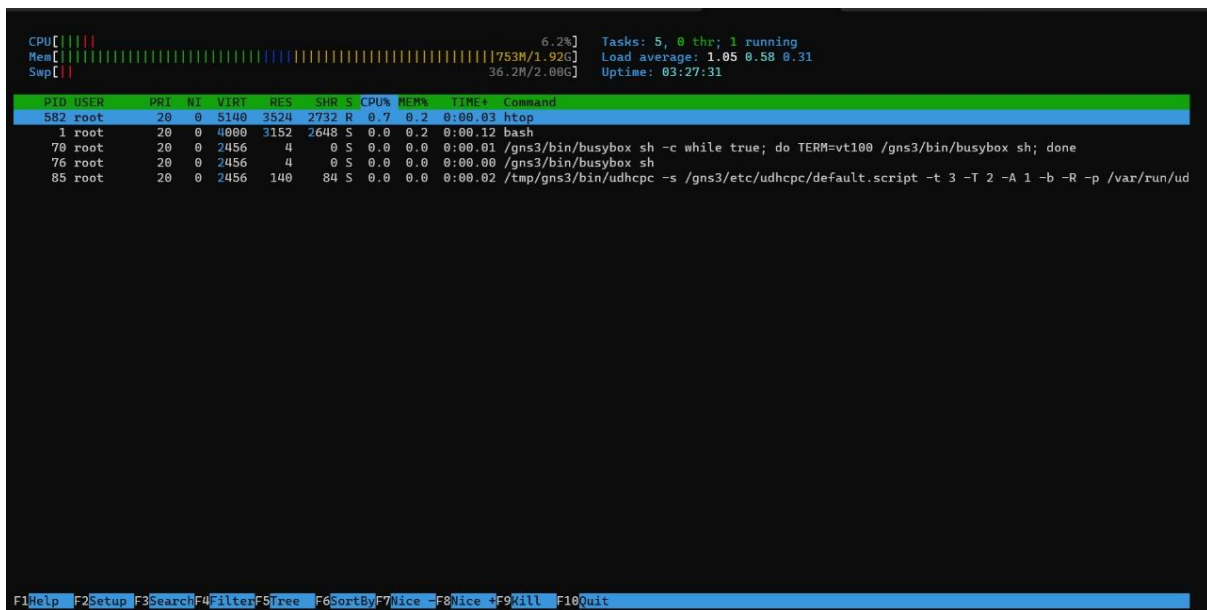 CPU[||||| 6.2%] Tasks: 5, 0 thr; 1 running
Mem[||||||||||||||||||||||||||||||||||||||||||||||||||||||||753M/1.92G] Load average: 1.05 0.58 0.31
Swp[|| 36.2M/2.00G] Uptime: 03:27:31
PID USER PRI NI VIRT RES SHR S CPU% MEM% TIME+ Command
582 root 20 0 5140 3524 2732 R 0.7 0.2 0:00.03 htop
1 root 20 0 4000 3152 2648 S 0.0 0.2 0:00.12 bash
70 root 20 0 2456 4 0 S 0.0 0.0 0:00.01 /gns3/bin/busybox sh -c while true; do TERM=vt100 /gns3/bin/busybox sh; done
76 root 20 0 2456 4 0 S 0.0 0.0 0:00.00 /gns3/bin/busybox sh
85 root 20 0 2456 140 84 S 0.0 0.0 0:00.02 /tmp/gns3/bin/udhcpc -s /gns3/etc/udhcpc/default.script -t 3 -T 2 -A 1 -b -R -p /var/run/ud
F1Help F2Setup F3SearchF4FilterF5Tree F6SortByF7Nice -F8Nice +F9Kill F10Quit